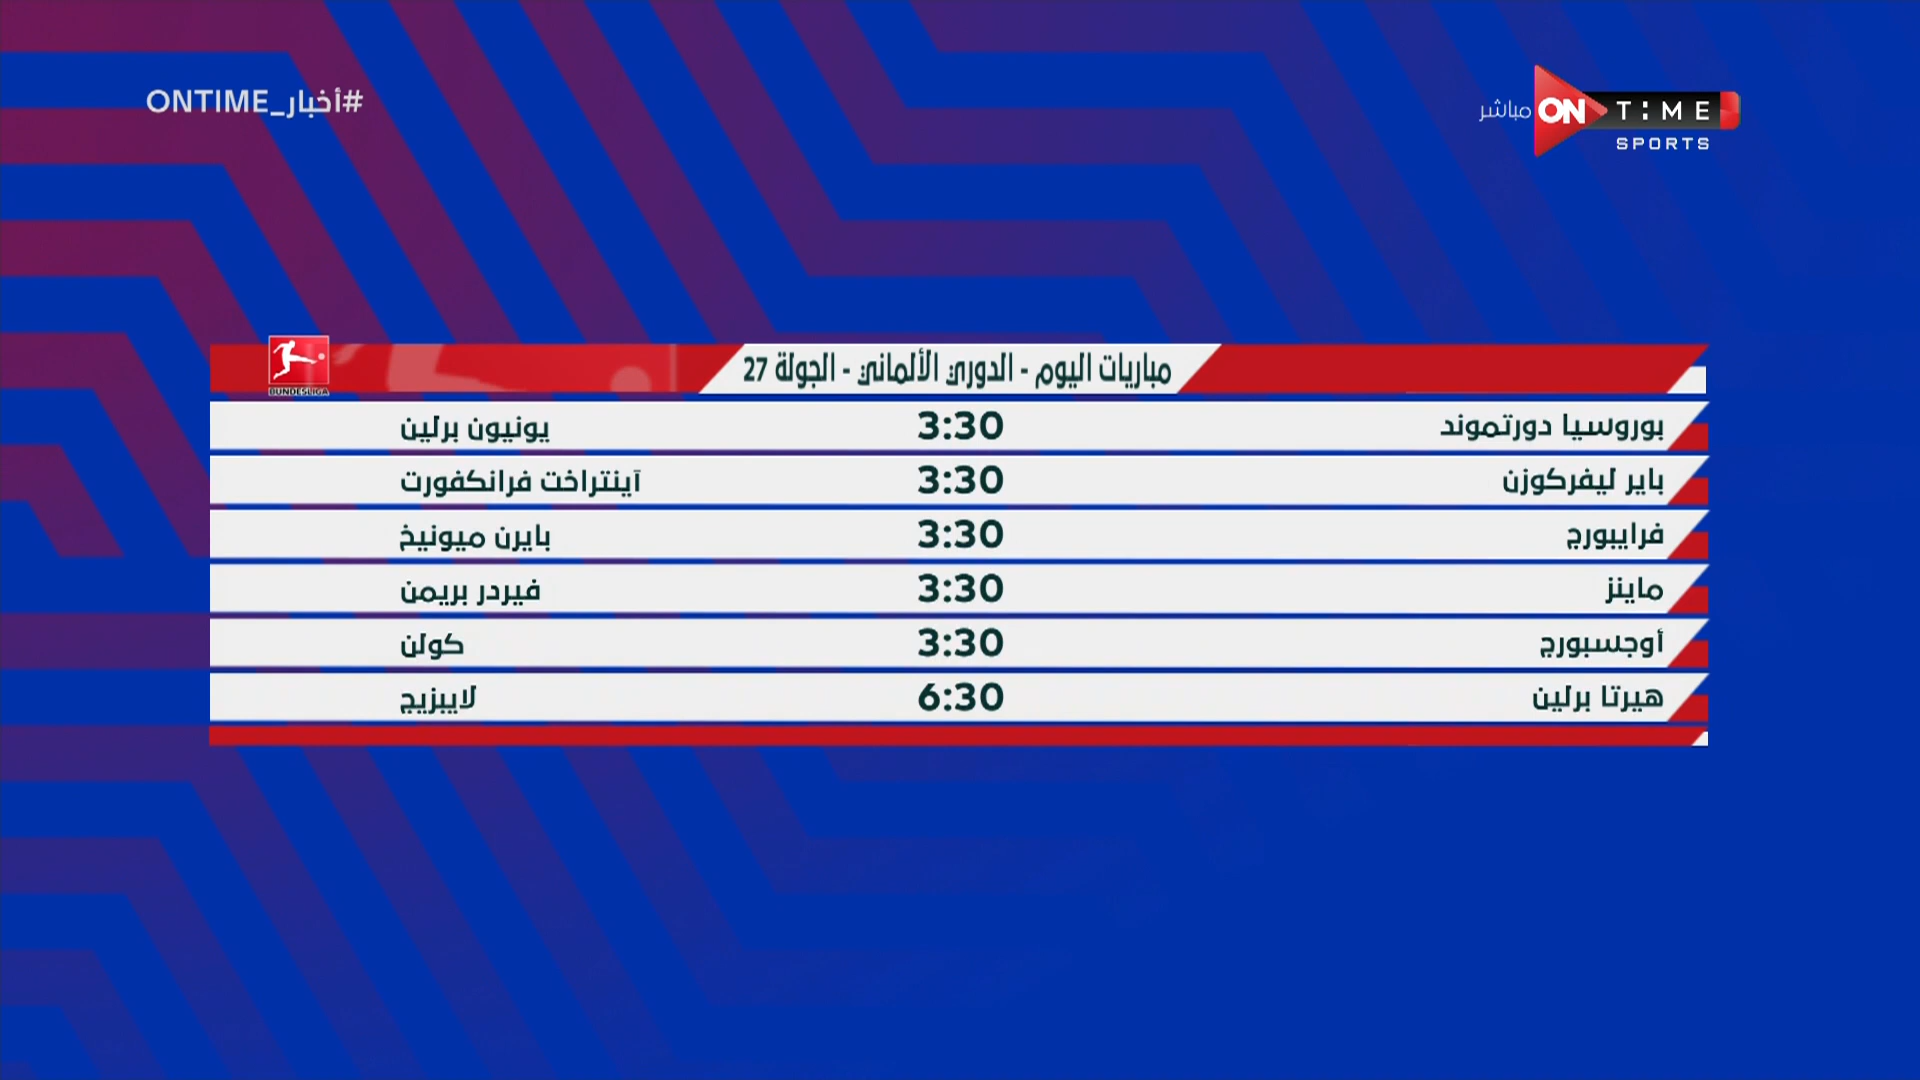 #أخبار_ONTIME
مباشر ON TIME
SPORTS
مباريات اليوم - الدوري الألماني - الجولة 27
BUNDESLIGA
بوروسيا دورتموند 3:30 يونيون برلين
باير ليفركوزن 3:30 آينتراخت فرانكفورت
فرايبورج 3:30 بايرن ميونيخ
ماينز 3:30 فيردر بريمن
أوجسبورج 3:30 كولن
هيرتا برلين 6:30 لايبزيج